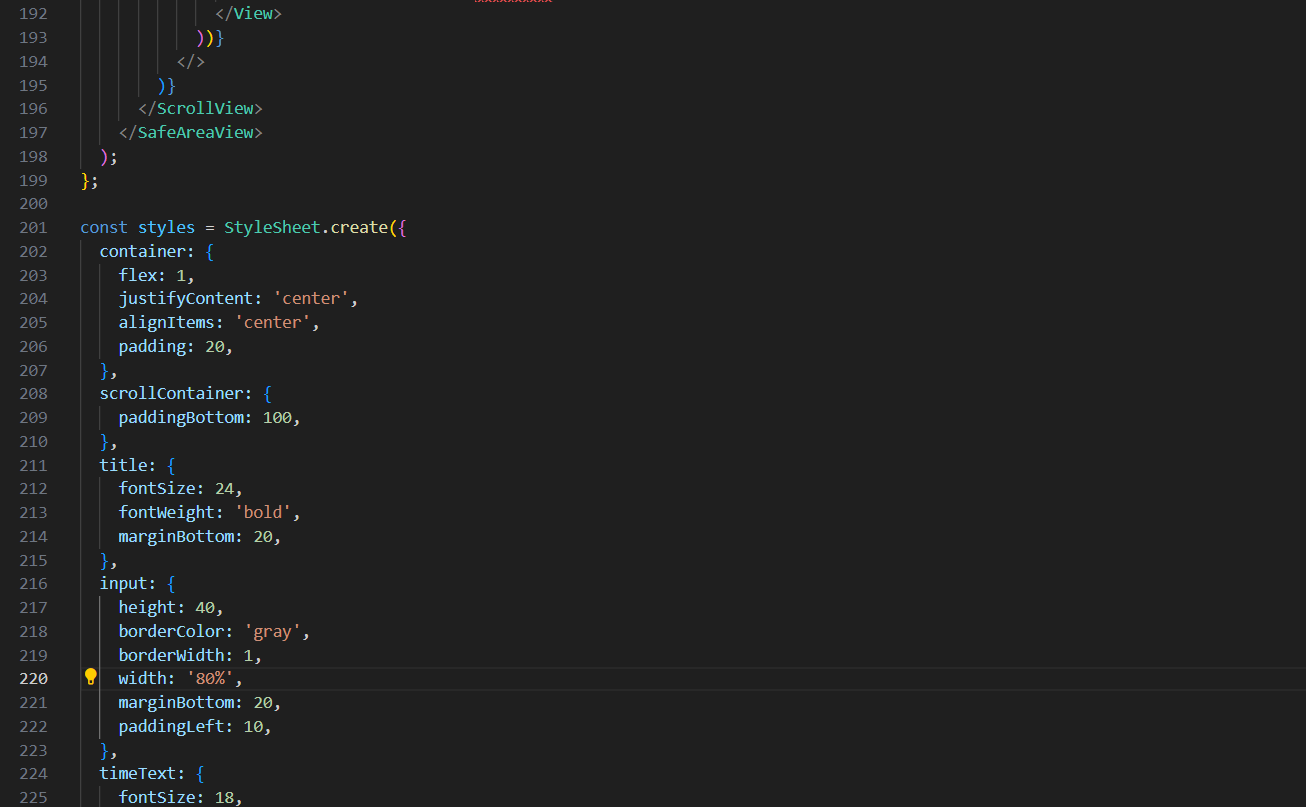 192 </View>
193 ))}
194 </>
195 )}
196 </ScrollView>
197 </SafeAreaView>
198 );
199 };
200
201 const styles = StyleSheet.create({
202 container: {
203 flex: 1,
204 justifyContent: 'center',
205 alignItems: 'center',
206 padding: 20,
207 },
208 scrollContainer: {
209 paddingBottom: 100,
210 },
211 title: {
212 fontSize: 24,
213 fontWeight: 'bold',
214 marginBottom: 20,
215 },
216 input: {
217 height: 40,
218 borderColor: 'gray',
219 borderWidth: 1,
220 width: '80%',
221 marginBottom: 20,
222 paddingLeft: 10,
223 },
224 timeText: {
225 fontSize: 18,